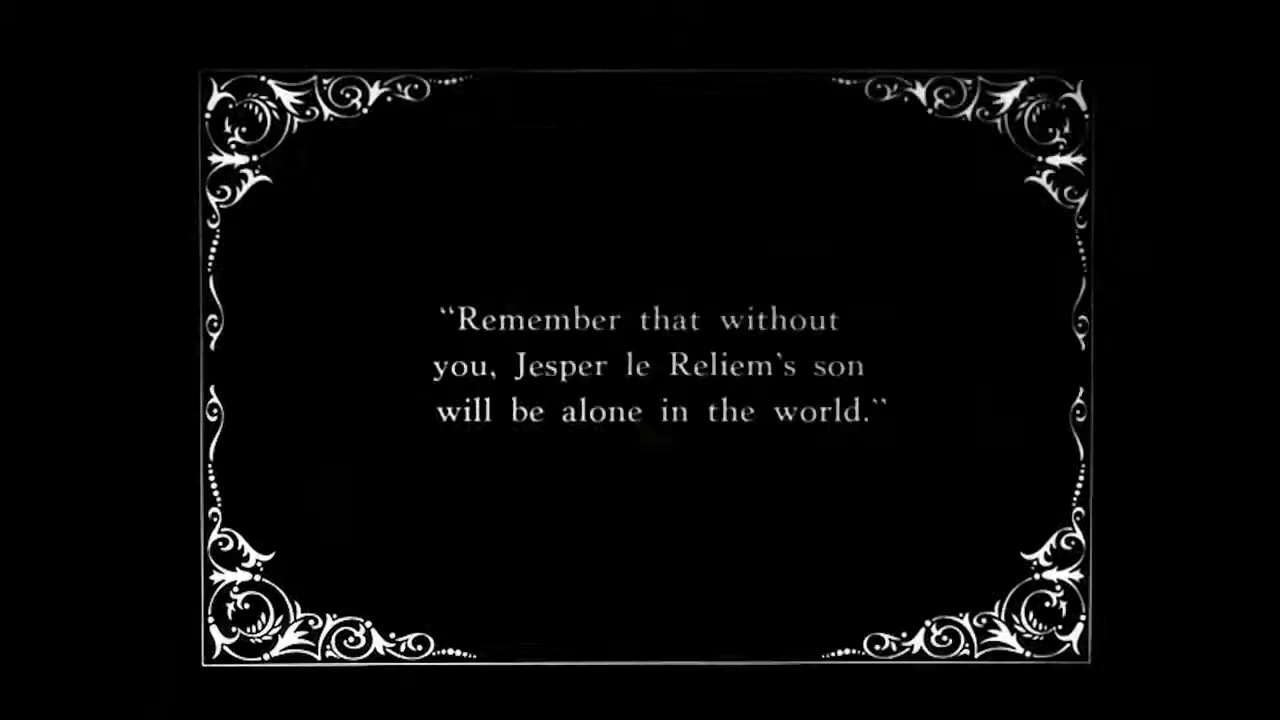 “Remember that without
you, Jesper le Reliem’s son
will be alone in the world.”